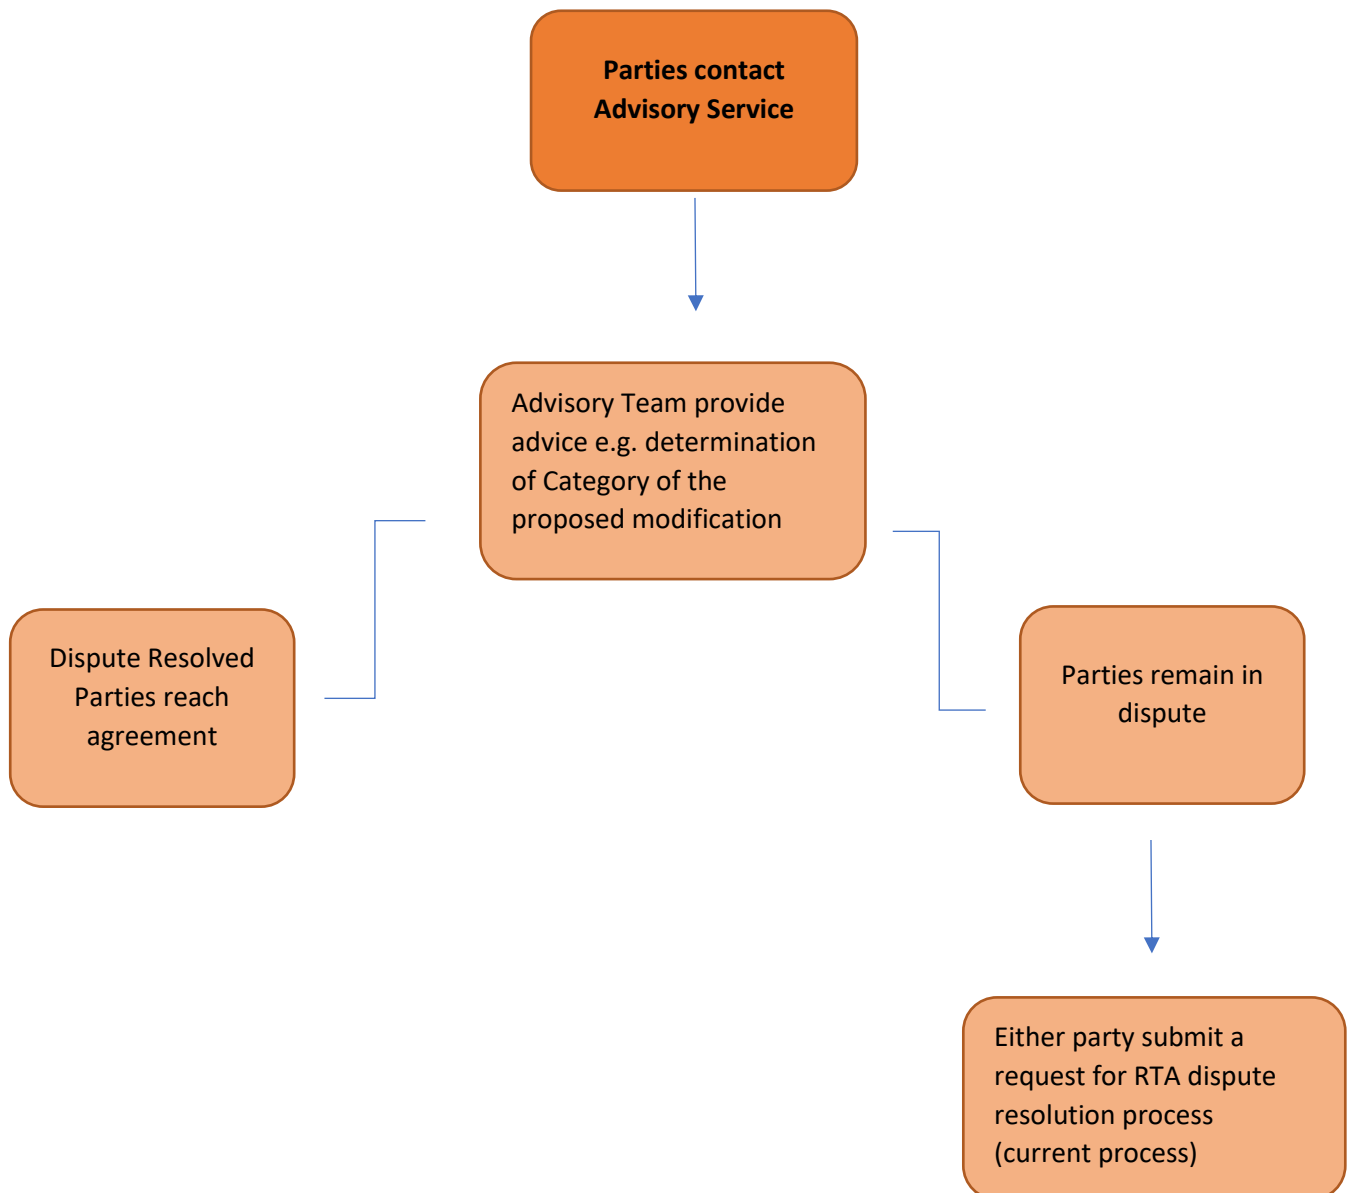 Parties contact
Advisory Service
Advisory Team provide
advice e.g. determination
of Category of the
proposed modification
Dispute Resolved
Parties reach
agreement
Parties remain in
dispute
Either party submit a
request for RTA dispute
resolution process
(current process)